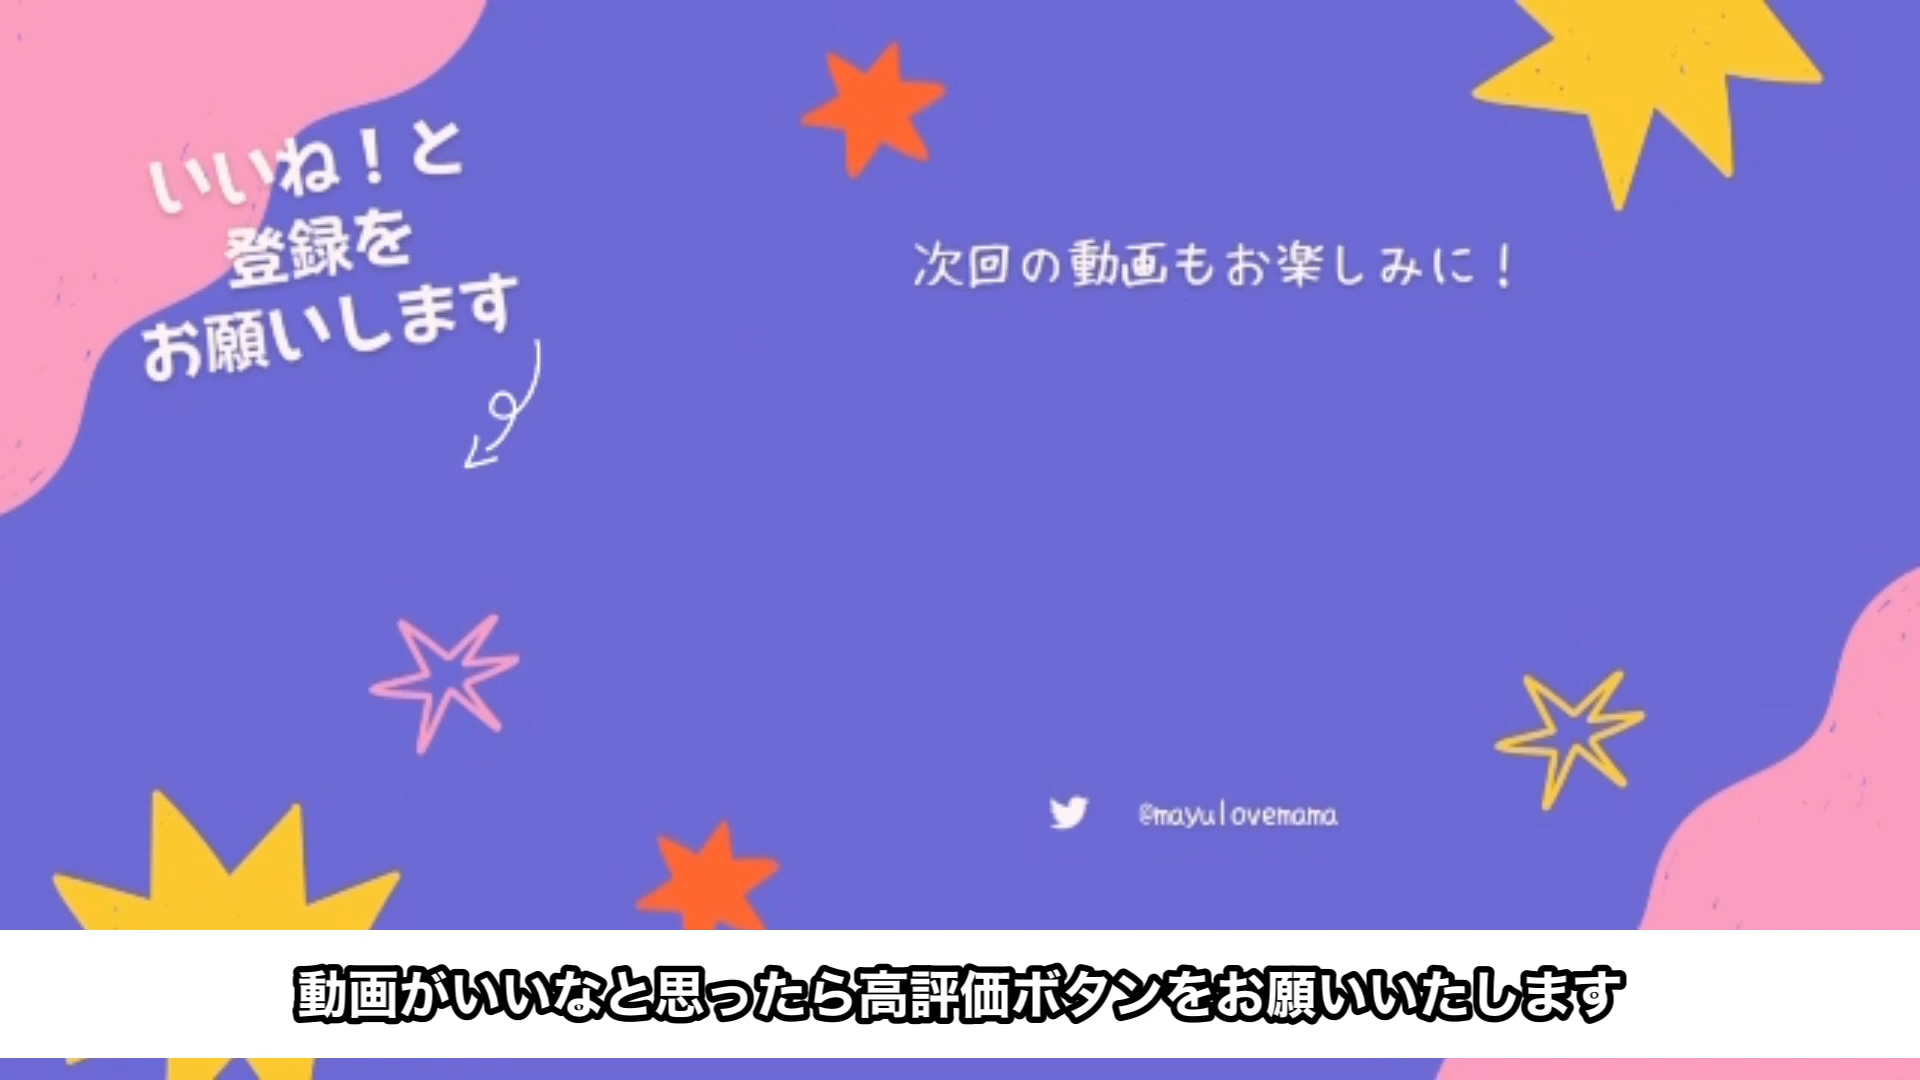 いいね！と
登録を
お願いします
次回の動画もお楽しみに！
@mayulovemama
動画がいいなと思ったら高評価ボタンをお願いいたします